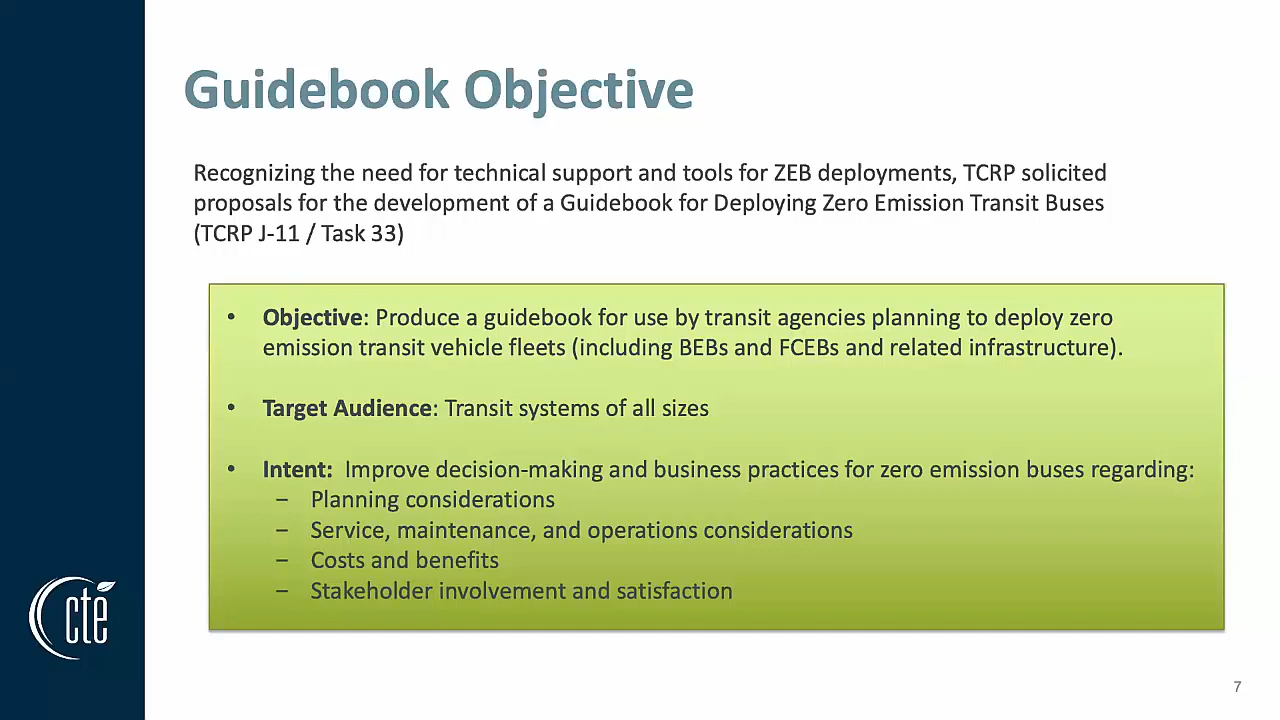 Guidebook Objective
Recognizing the need for technical support and tools for ZEB deployments, TCRP solicited
proposals for the development of a Guidebook for Deploying Zero Emission Transit Buses
(TCRP J-11 / Task 33)
• Objective: Produce a guidebook for use by transit agencies planning to deploy zero
emission transit vehicle fleets (including BEBs and FCEBs and related infrastructure).
• Target Audience: Transit systems of all sizes
• Intent: Improve decision-making and business practices for zero emission buses regarding:
– Planning considerations
– Service, maintenance, and operations considerations
– Costs and benefits
– Stakeholder involvement and satisfaction
cte
7